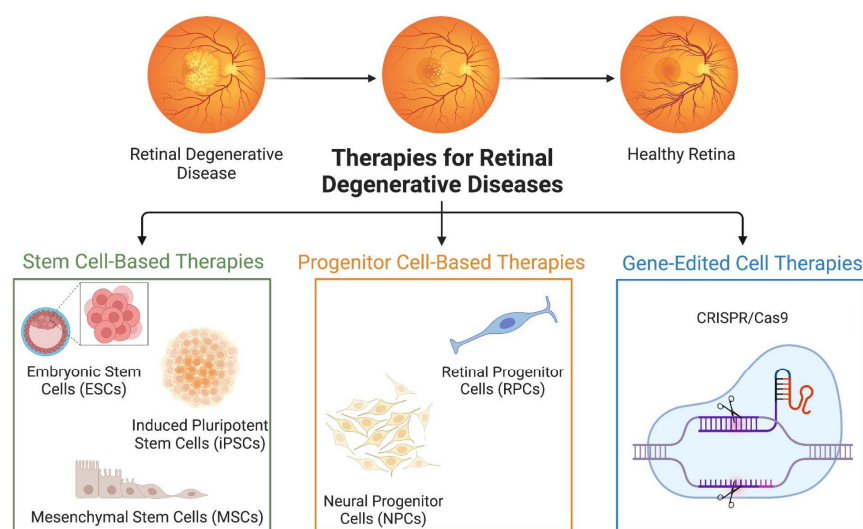 Retinal Degenerative
Disease
Therapies for Retinal
Degenerative Diseases
Healthy Retina
Stem Cell-Based Therapies
Embryonic Stem
Cells (ESCs)
Induced Pluripotent
Stem Cells (iPSCs)
Mesenchymal Stem Cells (MSCs)
Progenitor Cell-Based Therapies
Retinal Progenitor
Cells (RPCs)
Neural Progenitor
Cells (NPCs)
Gene-Edited Cell Therapies
CRISPR/Cas9